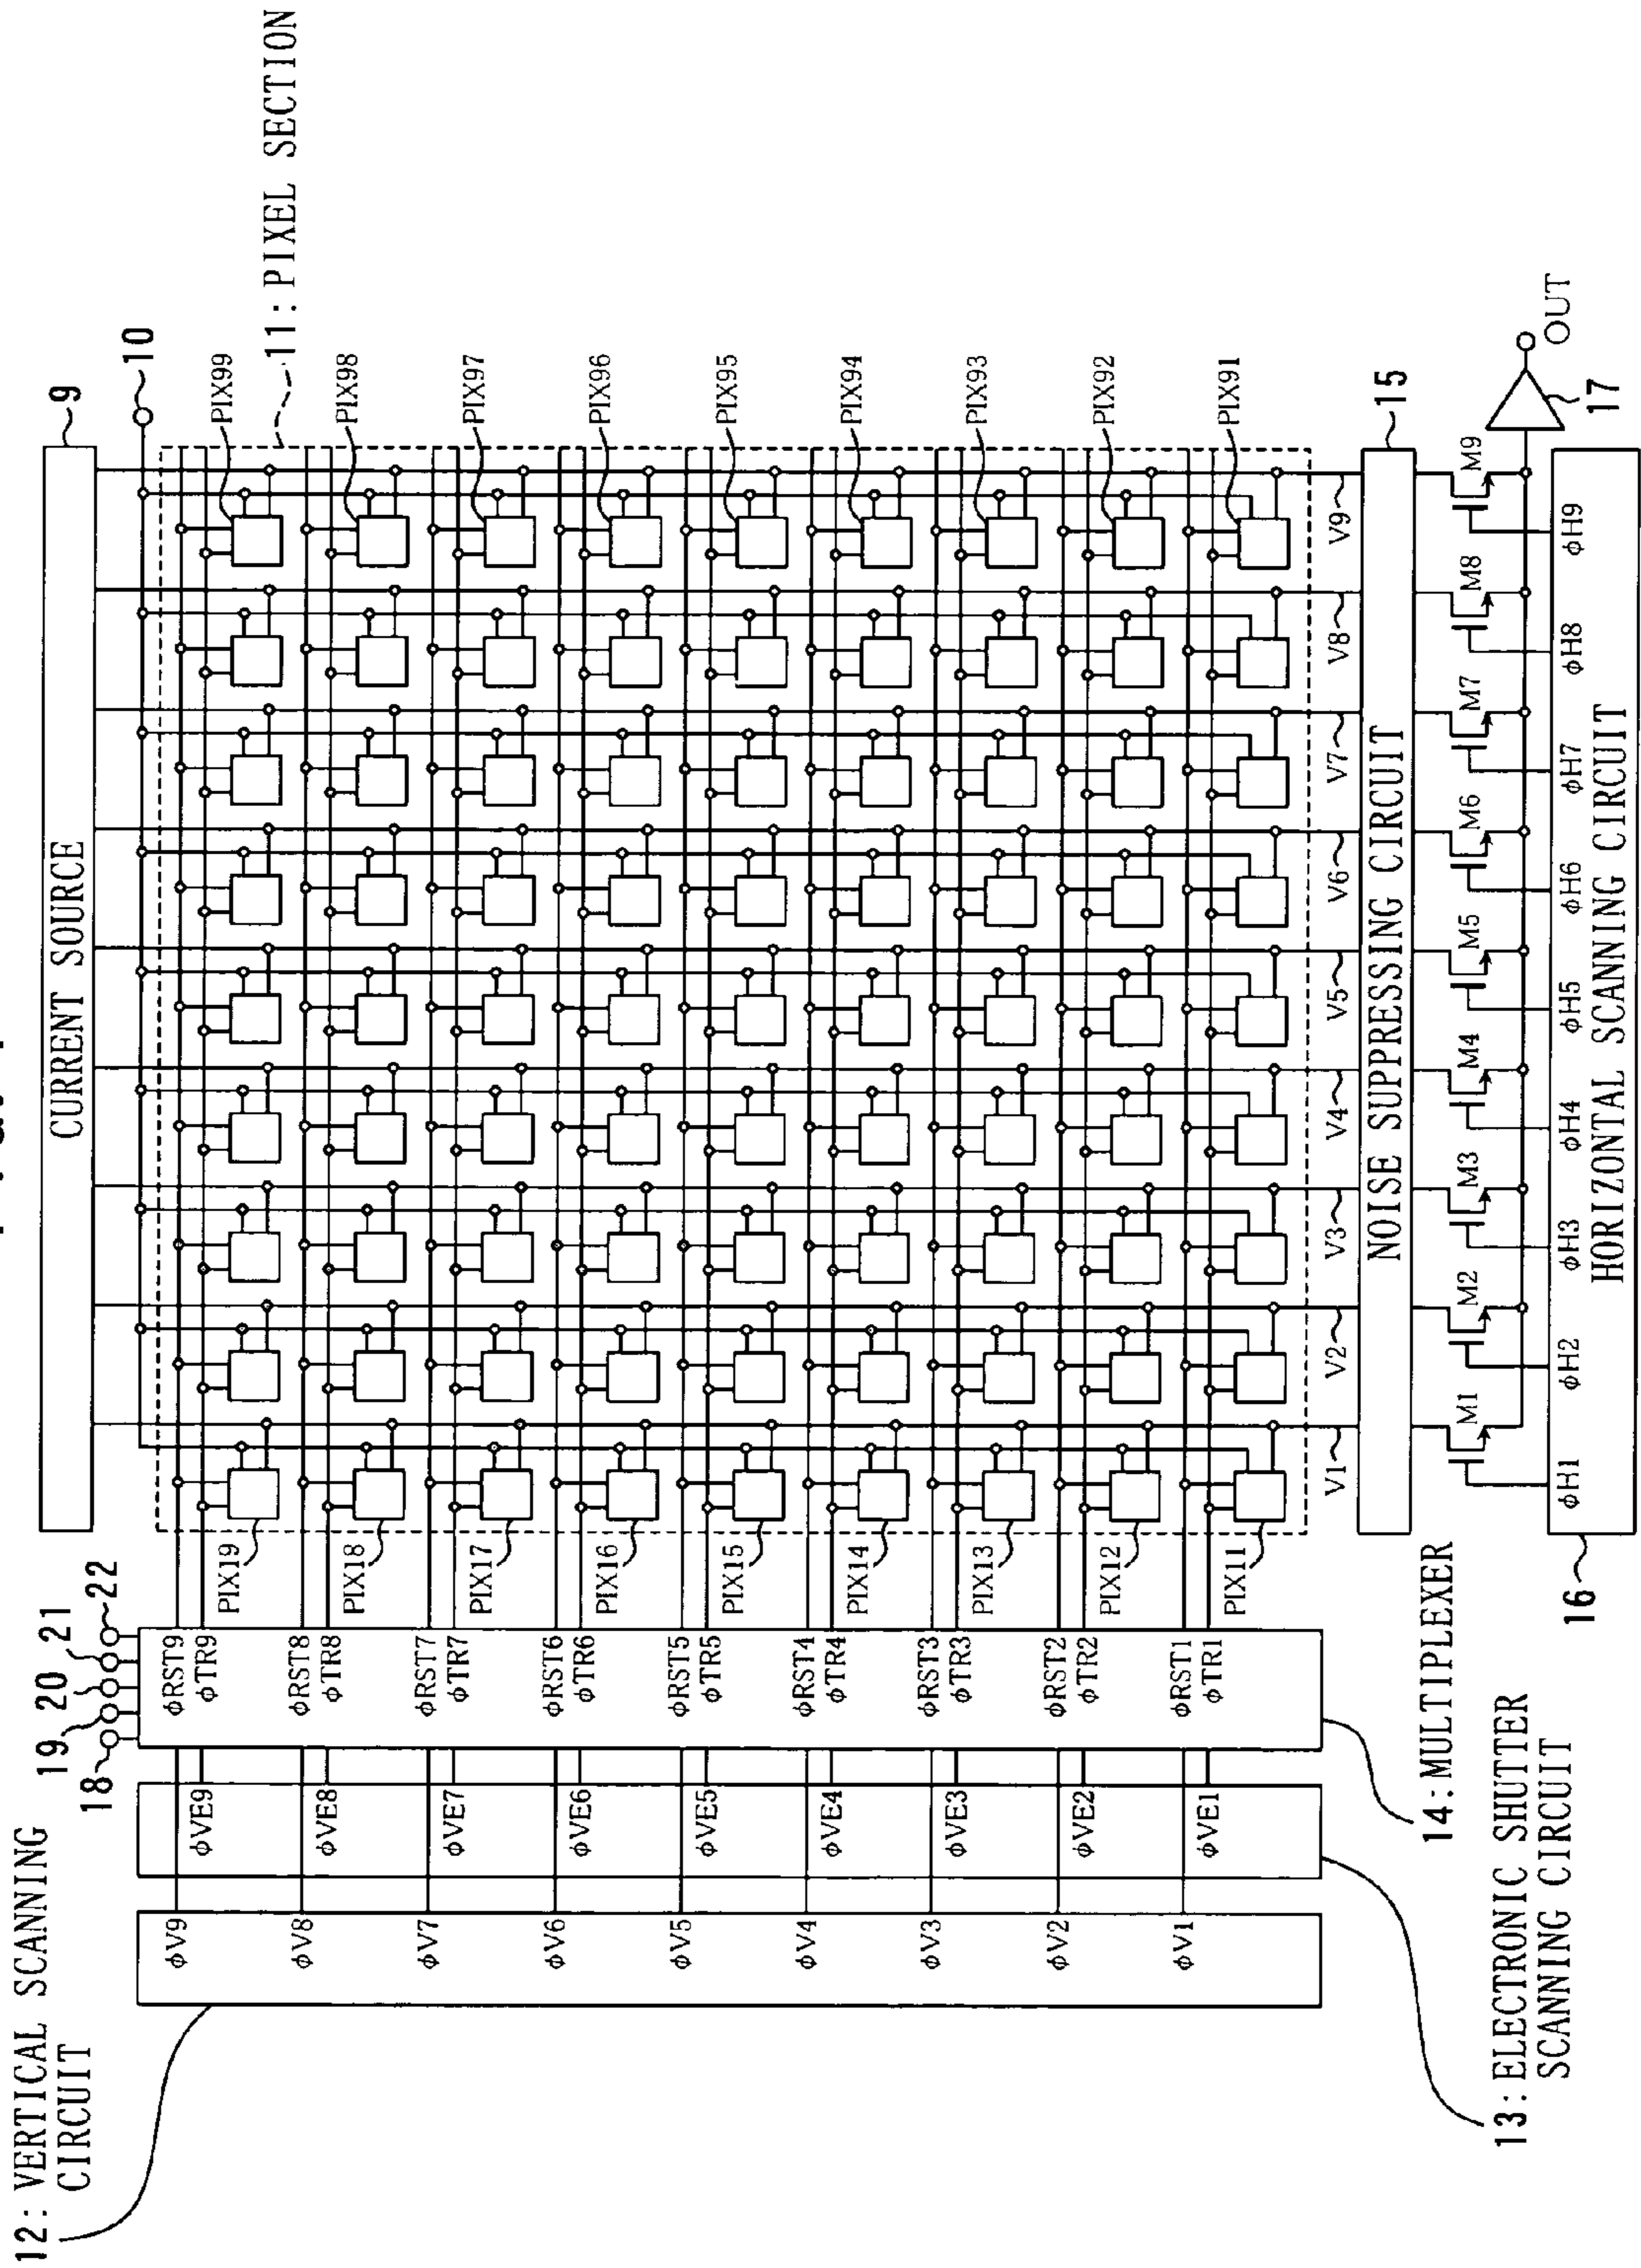 CURRENT SOURCE
9
10
11: PIXEL SECTION
12: VERTICAL SCANNING
CIRCUIT
18
19
20
21
22
φV9
φVE9
φRST9
φTR9
PIX19
PIX99
φV8
φVE8
φRST8
φTR8
PIX18
PIX98
φV7
φVE7
φRST7
φTR7
PIX17
PIX97
φV6
φVE6
φRST6
φTR6
PIX16
PIX96
φV5
φVE5
φRST5
φTR5
PIX15
PIX95
φV4
φVE4
φRST4
φTR4
PIX14
PIX94
φV3
φVE3
φRST3
φTR3
PIX13
PIX93
φV2
φVE2
φRST2
φTR2
PIX12
PIX92
φV1
φVE1
φRST1
φTR1
PIX11
PIX91
V1
V2
V3
V4
V5
V6
V7
V8
V9
NOISE SUPPRESSING CIRCUIT
15
14: MULTIPLEXER
M1
M2
M3
M4
M5
M6
M7
M8
M9
OUT
17
φH1
φH2
φH3
φH4
φH5
φH6
φH7
φH8
φH9
16
HORIZONTAL SCANNING CIRCUIT
13: ELECTRONIC SHUTTER
SCANNING CIRCUIT